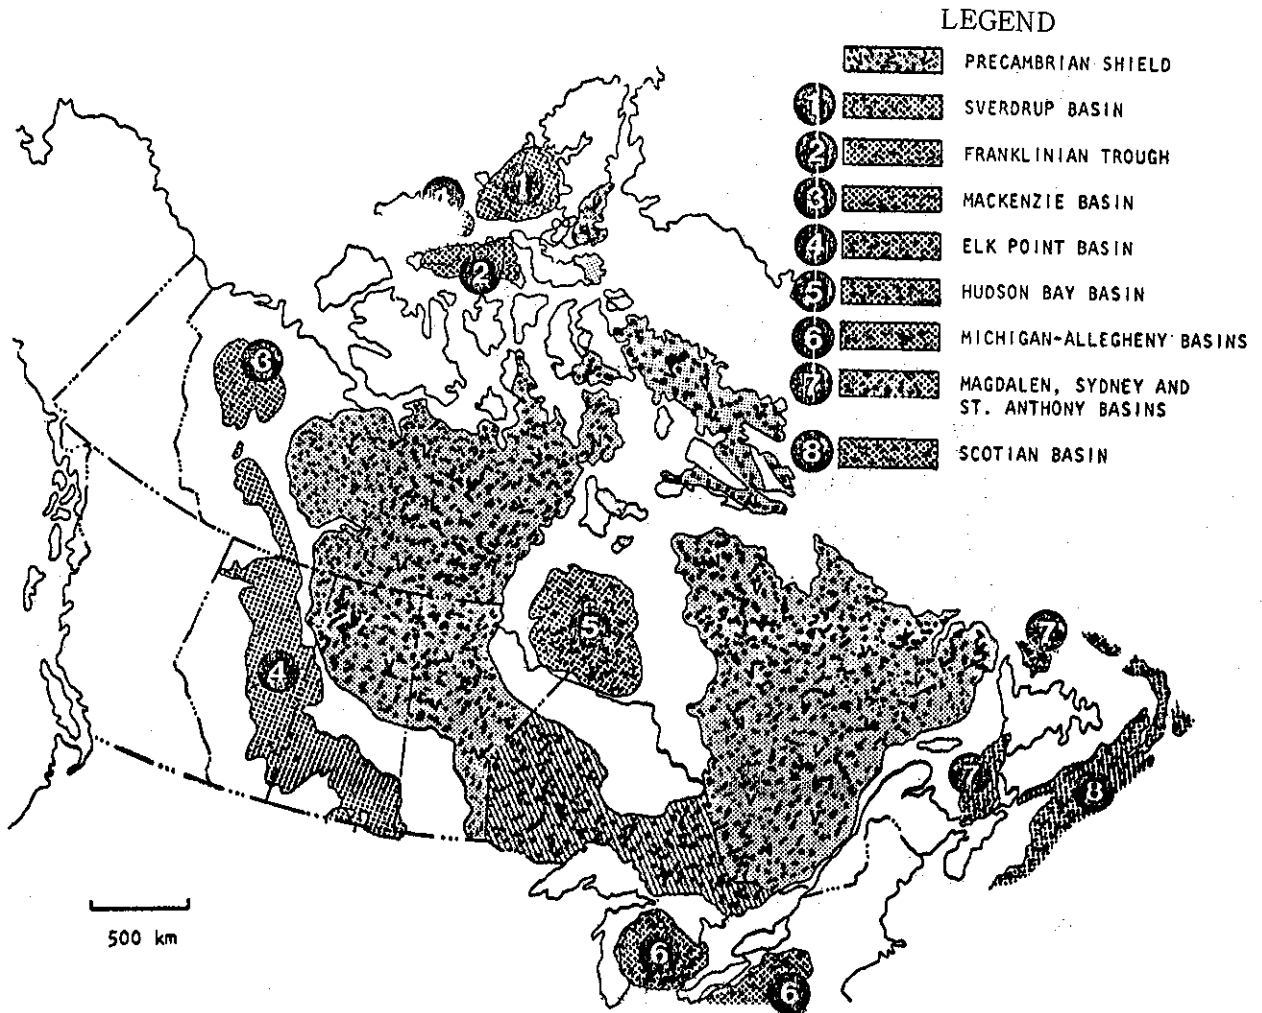 LEGEND
PRECAMBRIAN SHIELD
1 SVERDRUP BASIN
2 FRANKLINIAN TROUGH
3 MACKENZIE BASIN
4 ELK POINT BASIN
5 HUDSON BAY BASIN
6 MICHIGAN-ALLEGHENY BASINS
7 MAGDALEN, SYDNEY AND
ST. ANTHONY BASINS
8 SCOTIAN BASIN
1
2
3
5
7
4
7
8
500 km
6
6